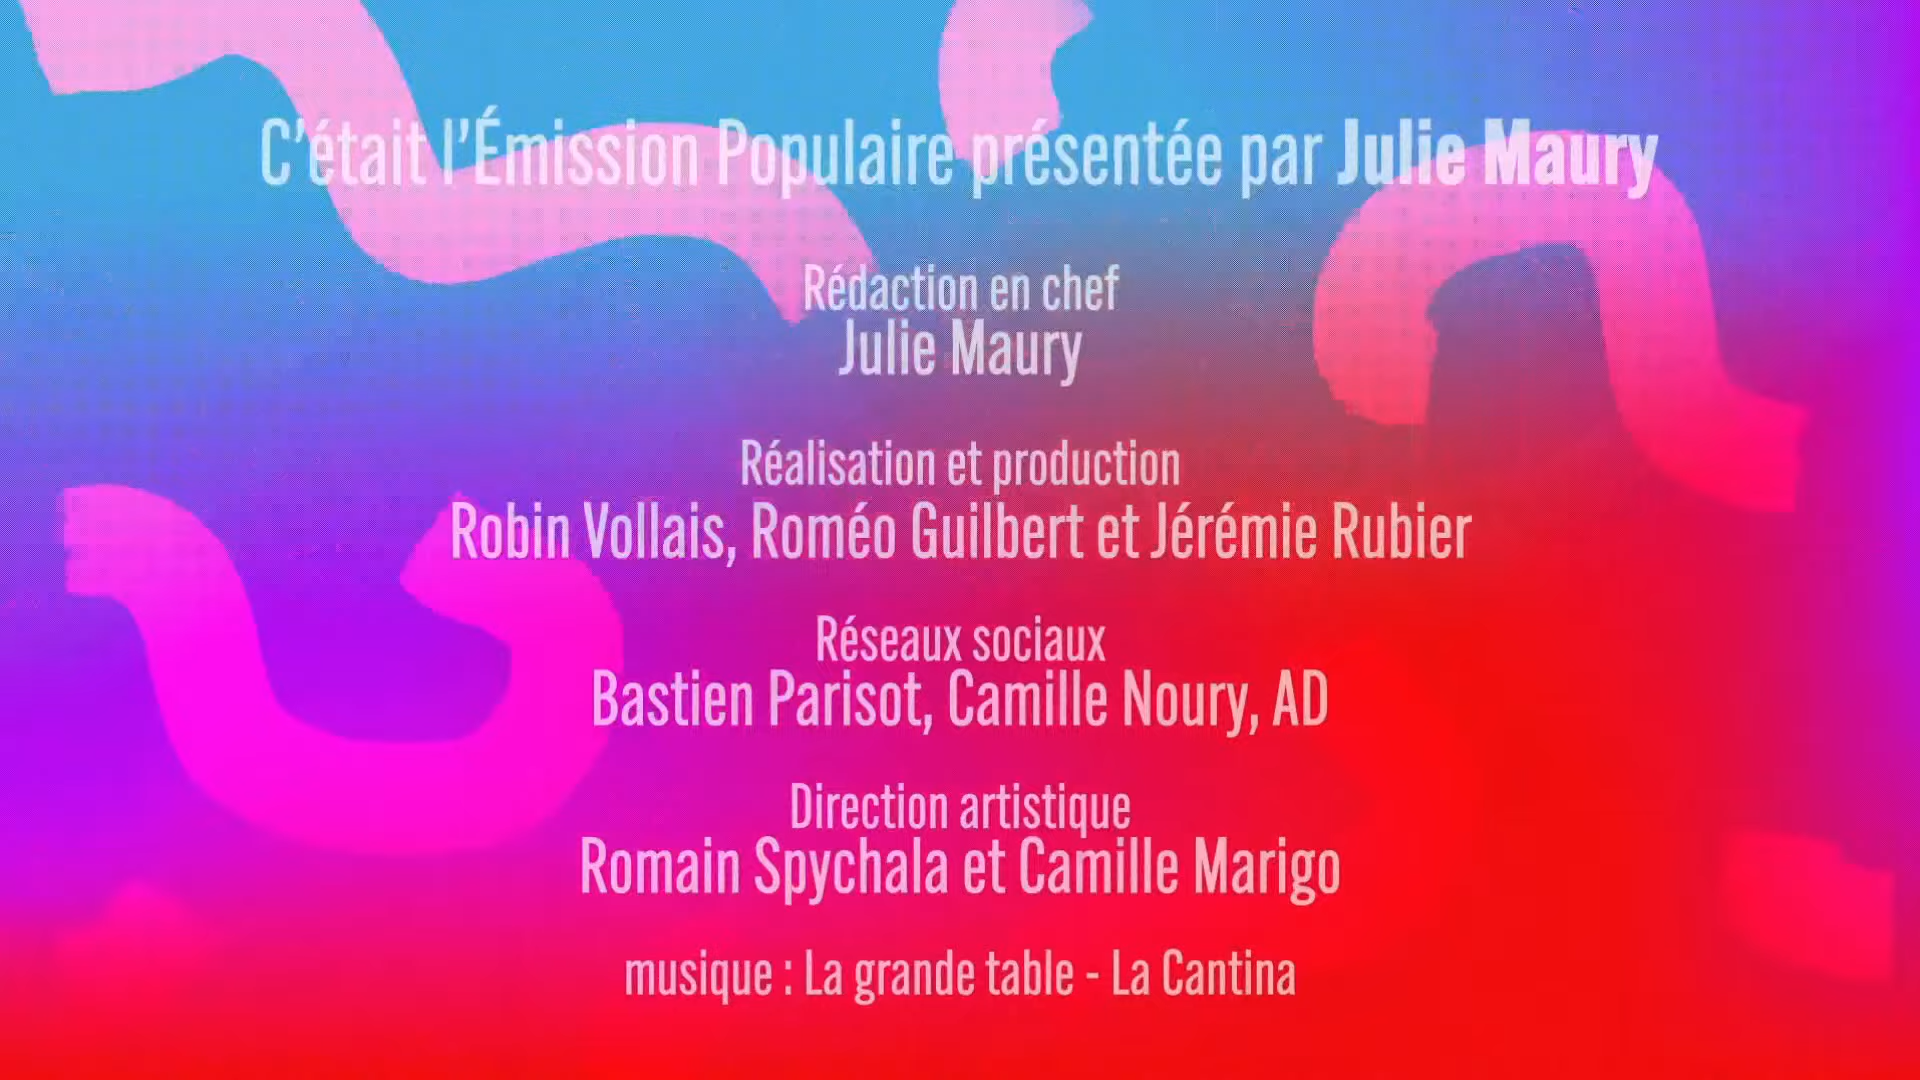 C'était l'Émission Populaire présentée par Julie Maury
Rédaction en chef
Julie Maury
Réalisation et production
Robin Vollais, Roméo Guilbert et Jérémie Rubier
Réseaux sociaux
Bastien Parisot, Camille Noury, AD
Direction artistique
Romain Spychala et Camille Marigo
musique : La grande table - La Cantina